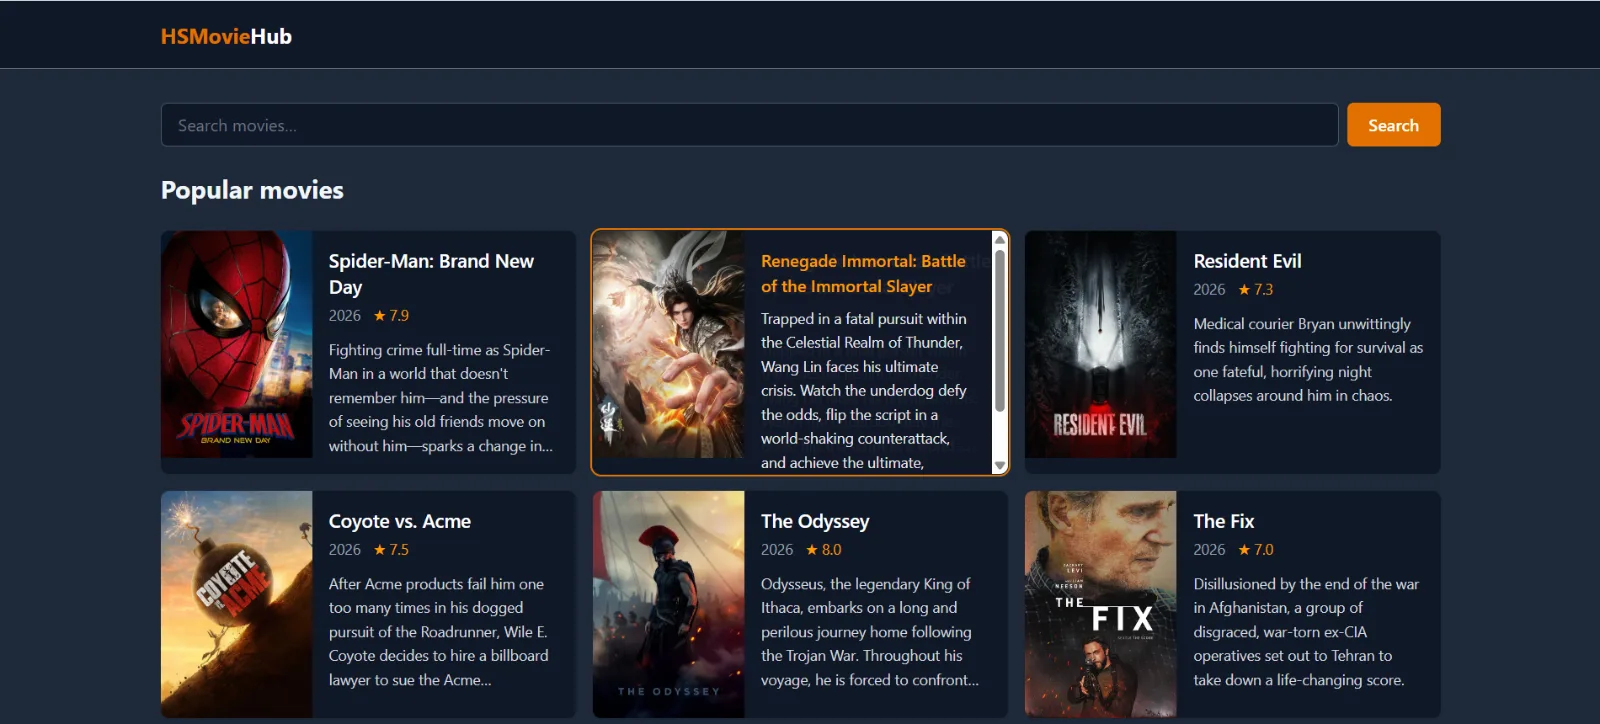 HSMovieHub
Search movies...
Search
Popular movies
Spider-Man: Brand New
Day
2026 ★ 7.9
Fighting crime full-time as Spider-
Man in a world that doesn't
remember him—and the pressure
of seeing his old friends move on
without him—sparks a change in...
SPIDER-MAN
BRAND NEW DAY
Renegade Immortal: Battle
of the Immortal Slayer
Trapped in a fatal pursuit within
the Celestial Realm of Thunder,
Wang Lin faces his ultimate
crisis. Watch the underdog defy
the odds, flip the script in a
world-shaking counterattack,
and achieve the ultimate,
Resident Evil
2026 ★ 7.3
Medical courier Bryan unwittingly
finds himself fighting for survival as
one fateful, horrifying night
collapses around him in chaos.
RESIDENT EVIL
Coyote vs. Acme
2026 ★ 7.5
After Acme products fail him one
too many times in his dogged
pursuit of the Roadrunner, Wile E.
Coyote decides to hire a billboard
lawyer to sue the Acme...
COYOTE
vs
ACME
The Odyssey
2026 ★ 8.0
Odysseus, the legendary King of
Ithaca, embarks on a long and
perilous journey home following
the Trojan War. Throughout his
voyage, he is forced to confront...
THE ODYSSEY
The Fix
2026 ★ 7.0
Disillusioned by the end of the war
in Afghanistan, a group of
disgraced, war-torn ex-CIA
operatives set out to Tehran to
take down a life-changing score.
ZACHARY
LEVI
LIAM
NEESON
THE
FIX